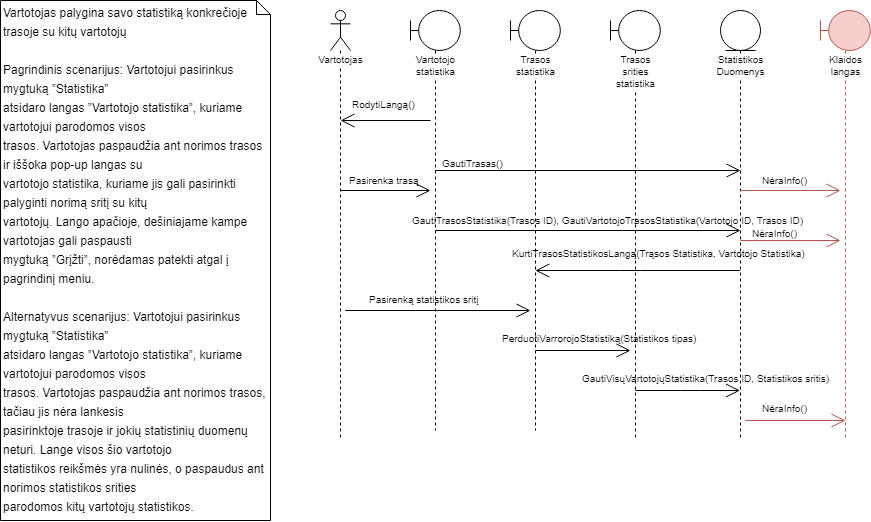 Vartotojas palygina savo statistiką konkrečioje
trasoje su kitų vartotojų
Pagrindinis scenarijus: Vartotojui pasirinkus
mygtuką ”Statistika”
atsidaro langas ”Vartotojo statistika”, kuriame
vartotojui parodomos visos
trasos. Vartotojas paspaudžia ant norimos trasos
ir iššoka pop-up langas su
vartotojo statistika, kuriame jis gali pasirinkti
palyginti norimą sritį su kitų
vartotojų. Lango apačioje, dešiniajame kampe
vartotojas gali paspausti
mygtuką ”Grįžti”, norėdamas patekti atgal į
pagrindinį meniu.
Alternatyvus scenarijus: Vartotojui pasirinkus
mygtuką ”Statistika”
atsidaro langas ”Vartotojo statistika”, kuriame
vartotojui parodomos visos
trasos. Vartotojas paspaudžia ant norimos trasos,
tačiau jis nėra lankesis
pasirinktoje trasoje ir jokių statistinių duomenų
neturi. Lange visos šio vartotojo
statistikos reikšmės yra nulinės, o paspaudus ant
norimos statistikos srities
parodomos kitų vartotojų statistikos.
Vartotojas
Vartotojo
statistika
Trasos
statistika
Trasos
srities
statistika
Statistikos
Duomenys
Klaidos
langas
RodytiLangą()
GautiTrasas()
Pasirenka trasą
NėraInfo()
GautiTrasosStatistika(Trasos ID), GautiVartotojoTrasosStatistika(Vartotojo ID, Trasos ID)
NėraInfo()
KurtiTrasosStatistikosLangą(Trąsos Statistika, Vartotojo Statistika)
Pasirenką statistikos sritį
PerduotiVarrorojoStatistika(Statistikos tipas)
GautiVisųVartotojųStatistika(Trasos ID, Statistikos sritis)
NėraInfo()